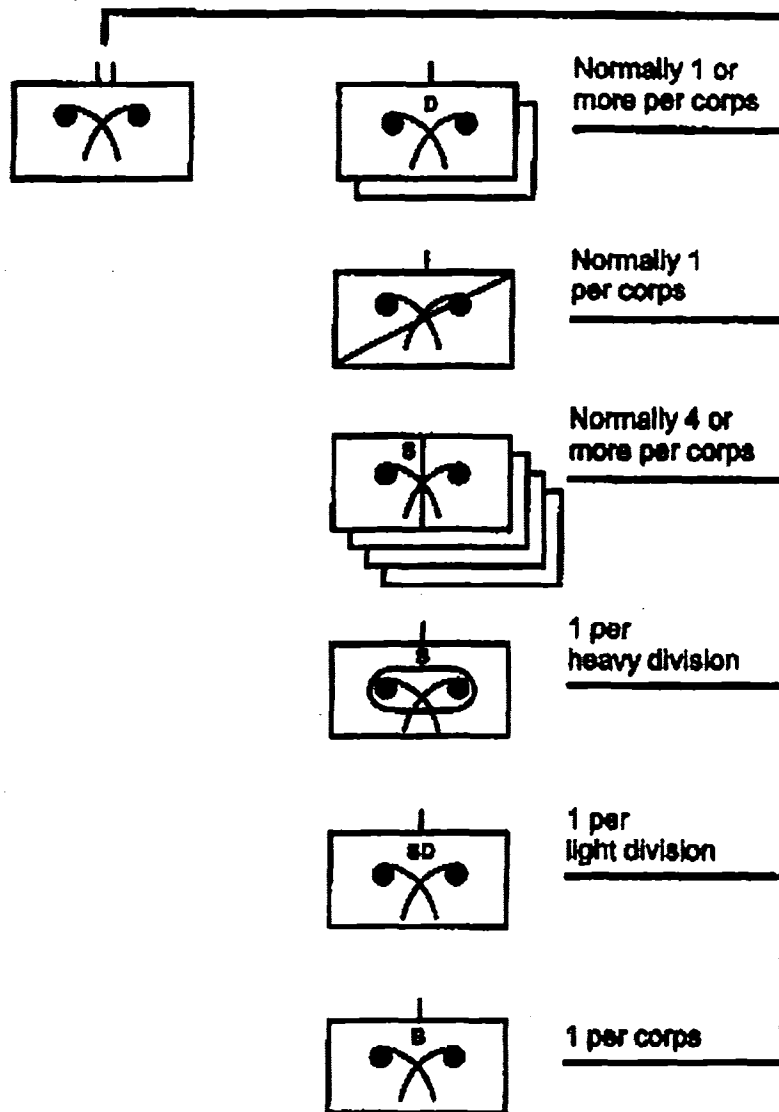 D
Normally 1 or
more per corps
Normally 1
per corps
S
Normally 4 or
more per corps
S
1 per
heavy division
SD
1 per
light division
B
1 per corps